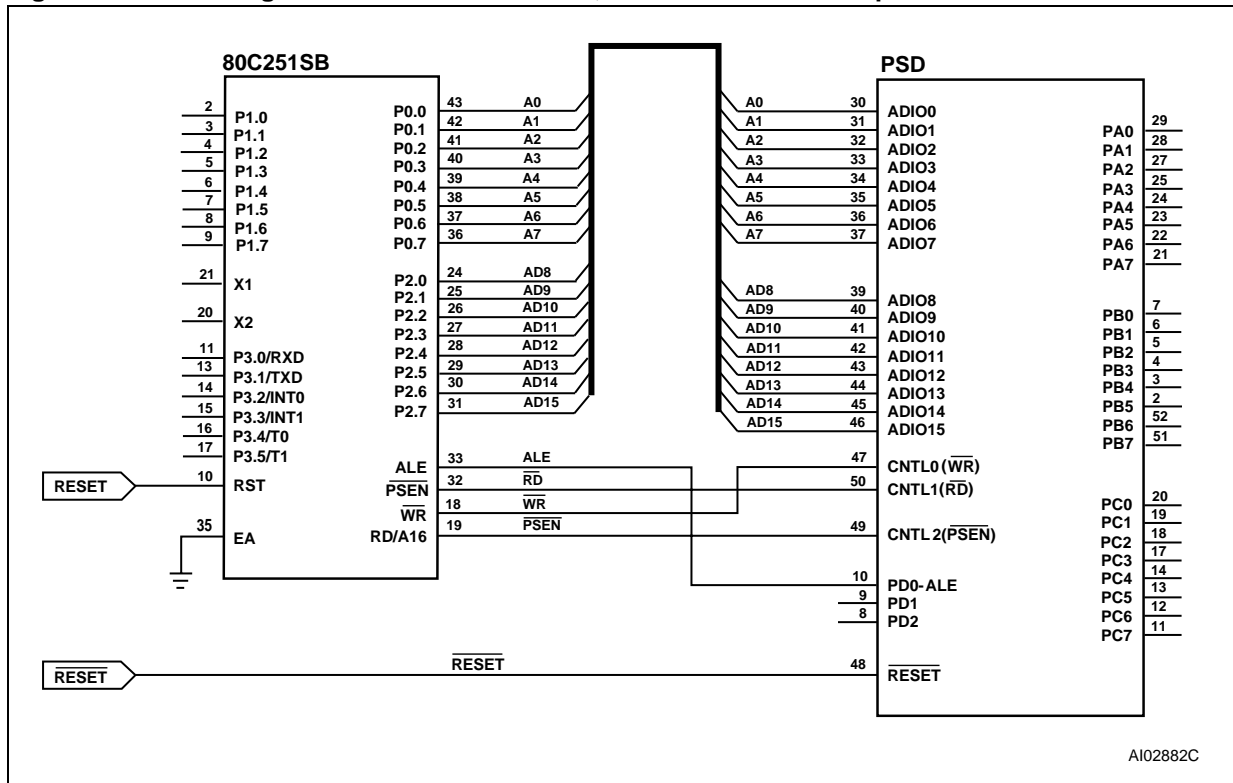 80C251SB
PSD
2
P1.0
3
P1.1
4
P1.2
5
P1.3
6
P1.4
7
P1.5
8
P1.6
9
P1.7
21
X1
20
X2
11
P3.0/RXD
13
P3.1/TXD
14
P3.2/INT0
15
P3.3/INT1
16
P3.4/T0
17
P3.5/T1
RESET
10
RST
35
EA
P0.0
43
A0
P0.1
42
A1
P0.2
41
A2
P0.3
40
A3
P0.4
39
A4
P0.5
38
A5
P0.6
37
A6
P0.7
36
A7
P2.0
24
AD8
P2.1
25
AD9
P2.2
26
AD10
P2.3
27
AD11
P2.4
28
AD12
P2.5
29
AD13
P2.6
30
AD14
P2.7
31
AD15
ALE
33
ALE
PSEN
32
RD
WR
18
WR
RD/A16
19
PSEN
A0
30
ADIO0
A1
31
ADIO1
A2
32
ADIO2
A3
33
ADIO3
A4
34
ADIO4
A5
35
ADIO5
A6
36
ADIO6
A7
37
ADIO7
AD8
39
ADIO8
AD9
40
ADIO9
AD10
41
ADIO10
AD11
42
ADIO11
AD12
43
ADIO12
AD13
44
ADIO13
AD14
45
ADIO14
AD15
46
ADIO15
47
CNTL0(WR)
50
CNTL1(RD)
49
CNTL 2(PSEN)
10
PD0-ALE
9
PD1
8
PD2
48
RESET
PA0
29
PA1
28
PA2
27
PA3
25
PA4
24
PA5
23
PA6
22
PA7
21
PB0
7
PB1
6
PB2
5
PB3
4
PB4
3
PB5
2
PB6
52
PB7
51
PC0
20
PC1
19
PC2
18
PC3
17
PC4
14
PC5
13
PC6
12
PC7
11
RESET
RESET
AI02882C